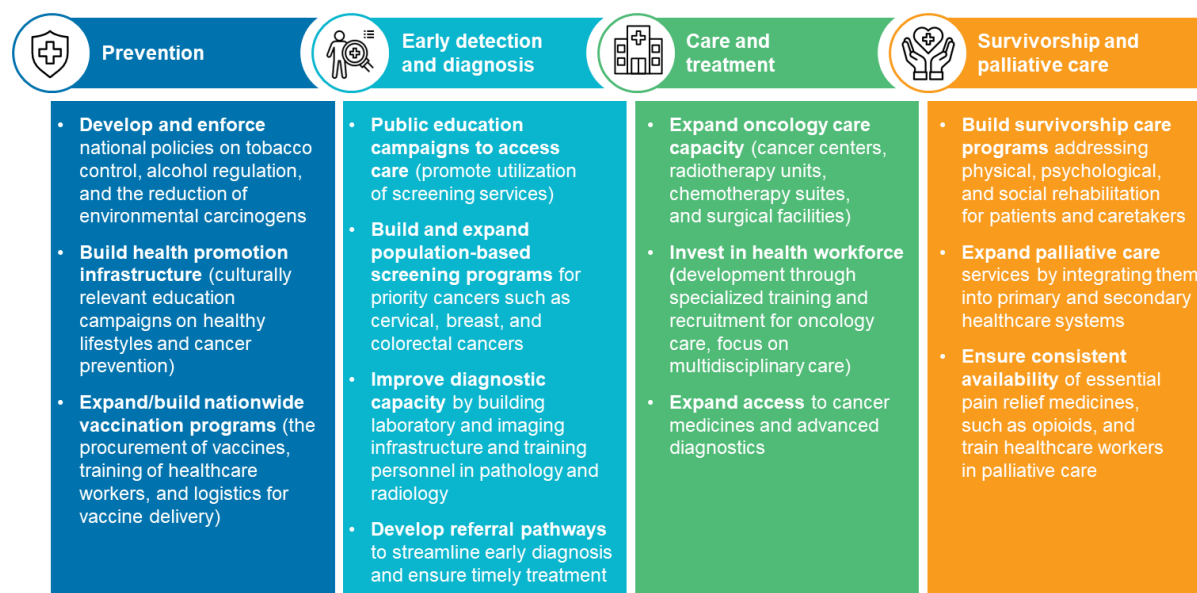 Prevention
Early detection
and diagnosis
Care and
treatment
Survivorship and
palliative care
• Develop and enforce
national policies on tobacco
control, alcohol regulation,
and the reduction of
environmental carcinogens
• Build health promotion
infrastructure (culturally
relevant education
campaigns on healthy
lifestyles and cancer
prevention)
• Expand/build nationwide
vaccination programs (the
procurement of vaccines,
training of healthcare
workers, and logistics for
vaccine delivery)
• Public education
campaigns to access
care (promote utilization
of screening services)
• Build and expand
population-based
screening programs for
priority cancers such as
cervical, breast, and
colorectal cancers
• Improve diagnostic
capacity by building
laboratory and imaging
infrastructure and training
personnel in pathology and
radiology
• Develop referral pathways
to streamline early diagnosis
and ensure timely treatment
• Expand oncology care
capacity (cancer centers,
radiotherapy units,
chemotherapy suites,
and surgical facilities)
• Invest in health workforce
(development through
specialized training and
recruitment for oncology
care, focus on
multidisciplinary care)
• Expand access to cancer
medicines and advanced
diagnostics
• Build survivorship care
programs addressing
physical, psychological,
and social rehabilitation
for patients and caretakers
• Expand palliative care
services by integrating them
into primary and secondary
healthcare systems
• Ensure consistent
availability of essential
pain relief medicines,
such as opioids, and
train healthcare workers
in palliative care